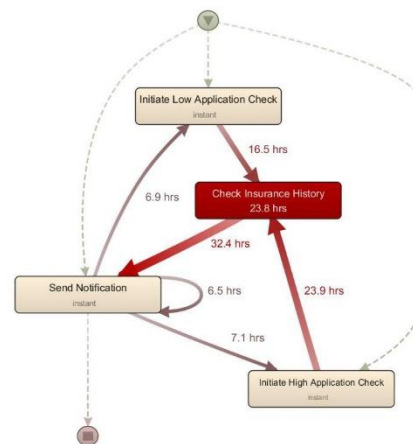 Initiate Low Application Check
instant
16.5 hrs
Check Insurance History
23.8 hrs
6.9 hrs
32.4 hrs
Send Notification
instant
6.5 hrs
23.9 hrs
7.1 hrs
Initiate High Application Check
instant